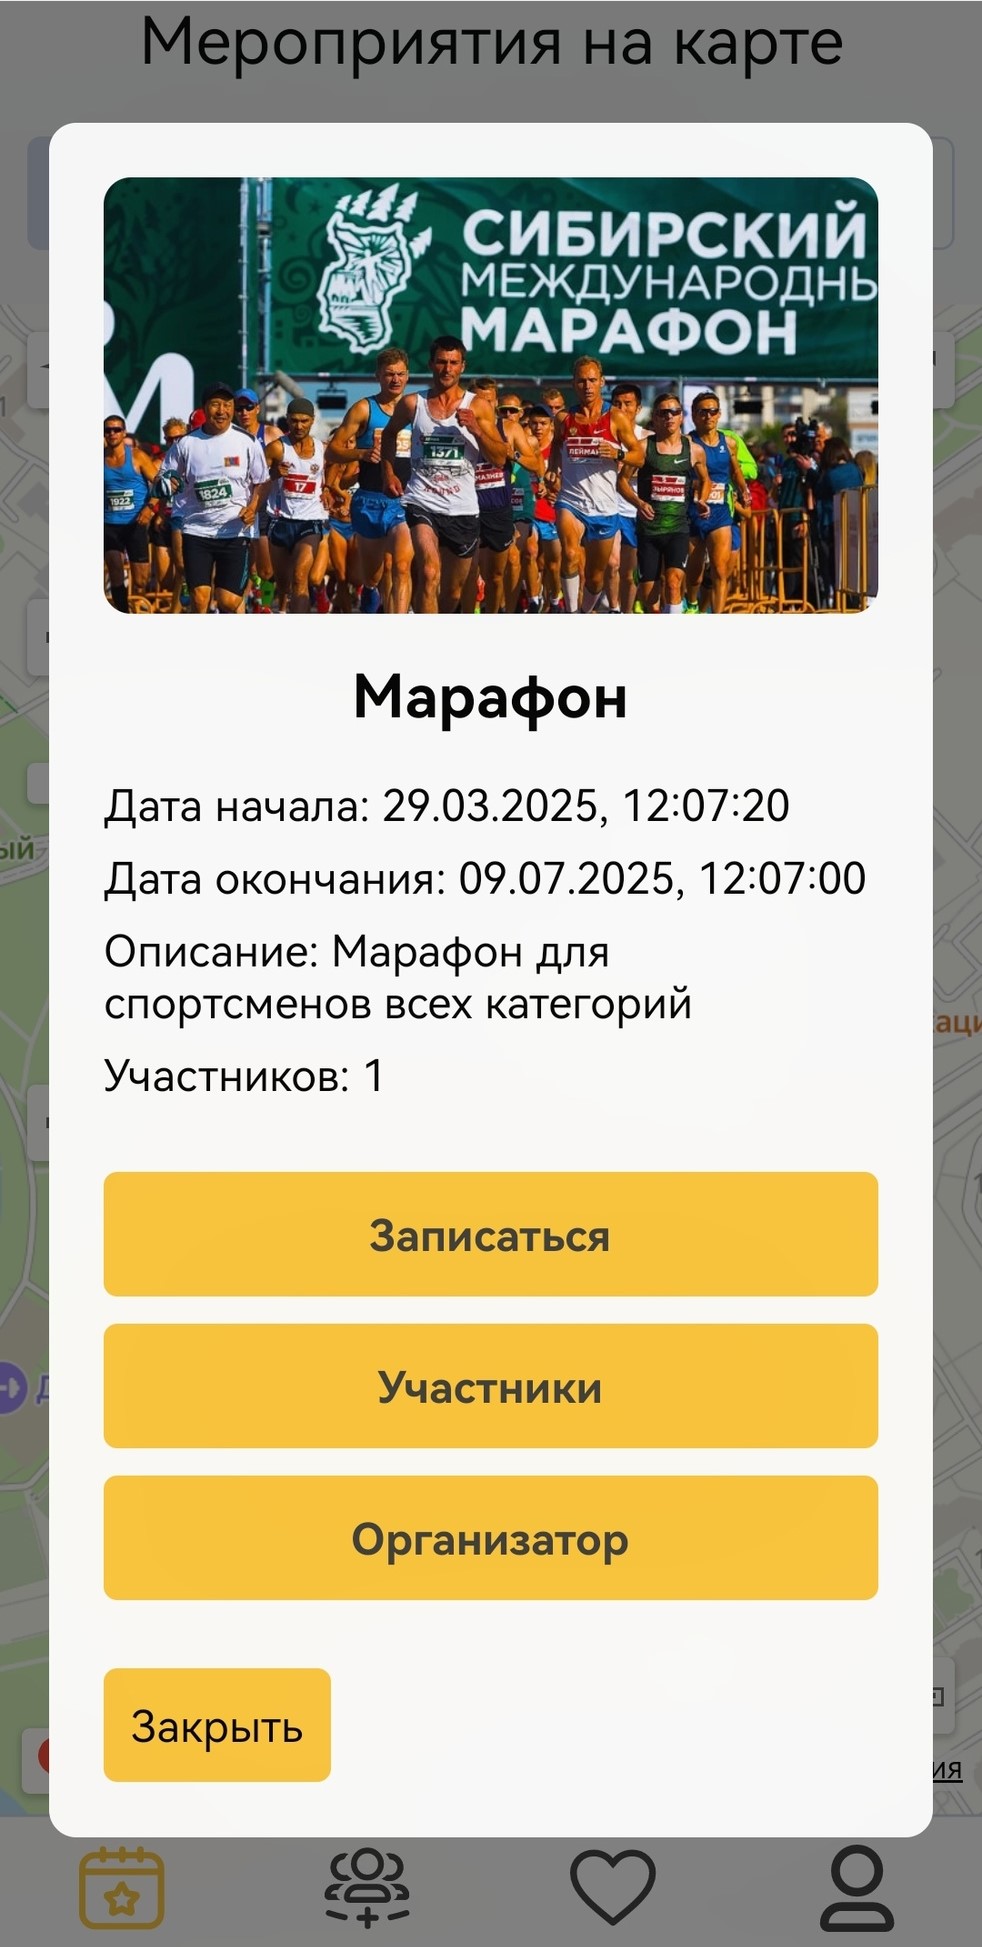 Мероприятия на карте
СИБИРСКИЙ
МЕЖДУНАРОДНЫ
МАРАФОН
М
1922
1824
17
1371
ЛЕЙМАН
Марафон
Дата начала: 29.03.2025, 12:07:20
Дата окончания: 09.07.2025, 12:07:00
Описание: Марафон для
спортсменов всех категорий
Участников: 1
Записаться
Участники
Организатор
Закрыть